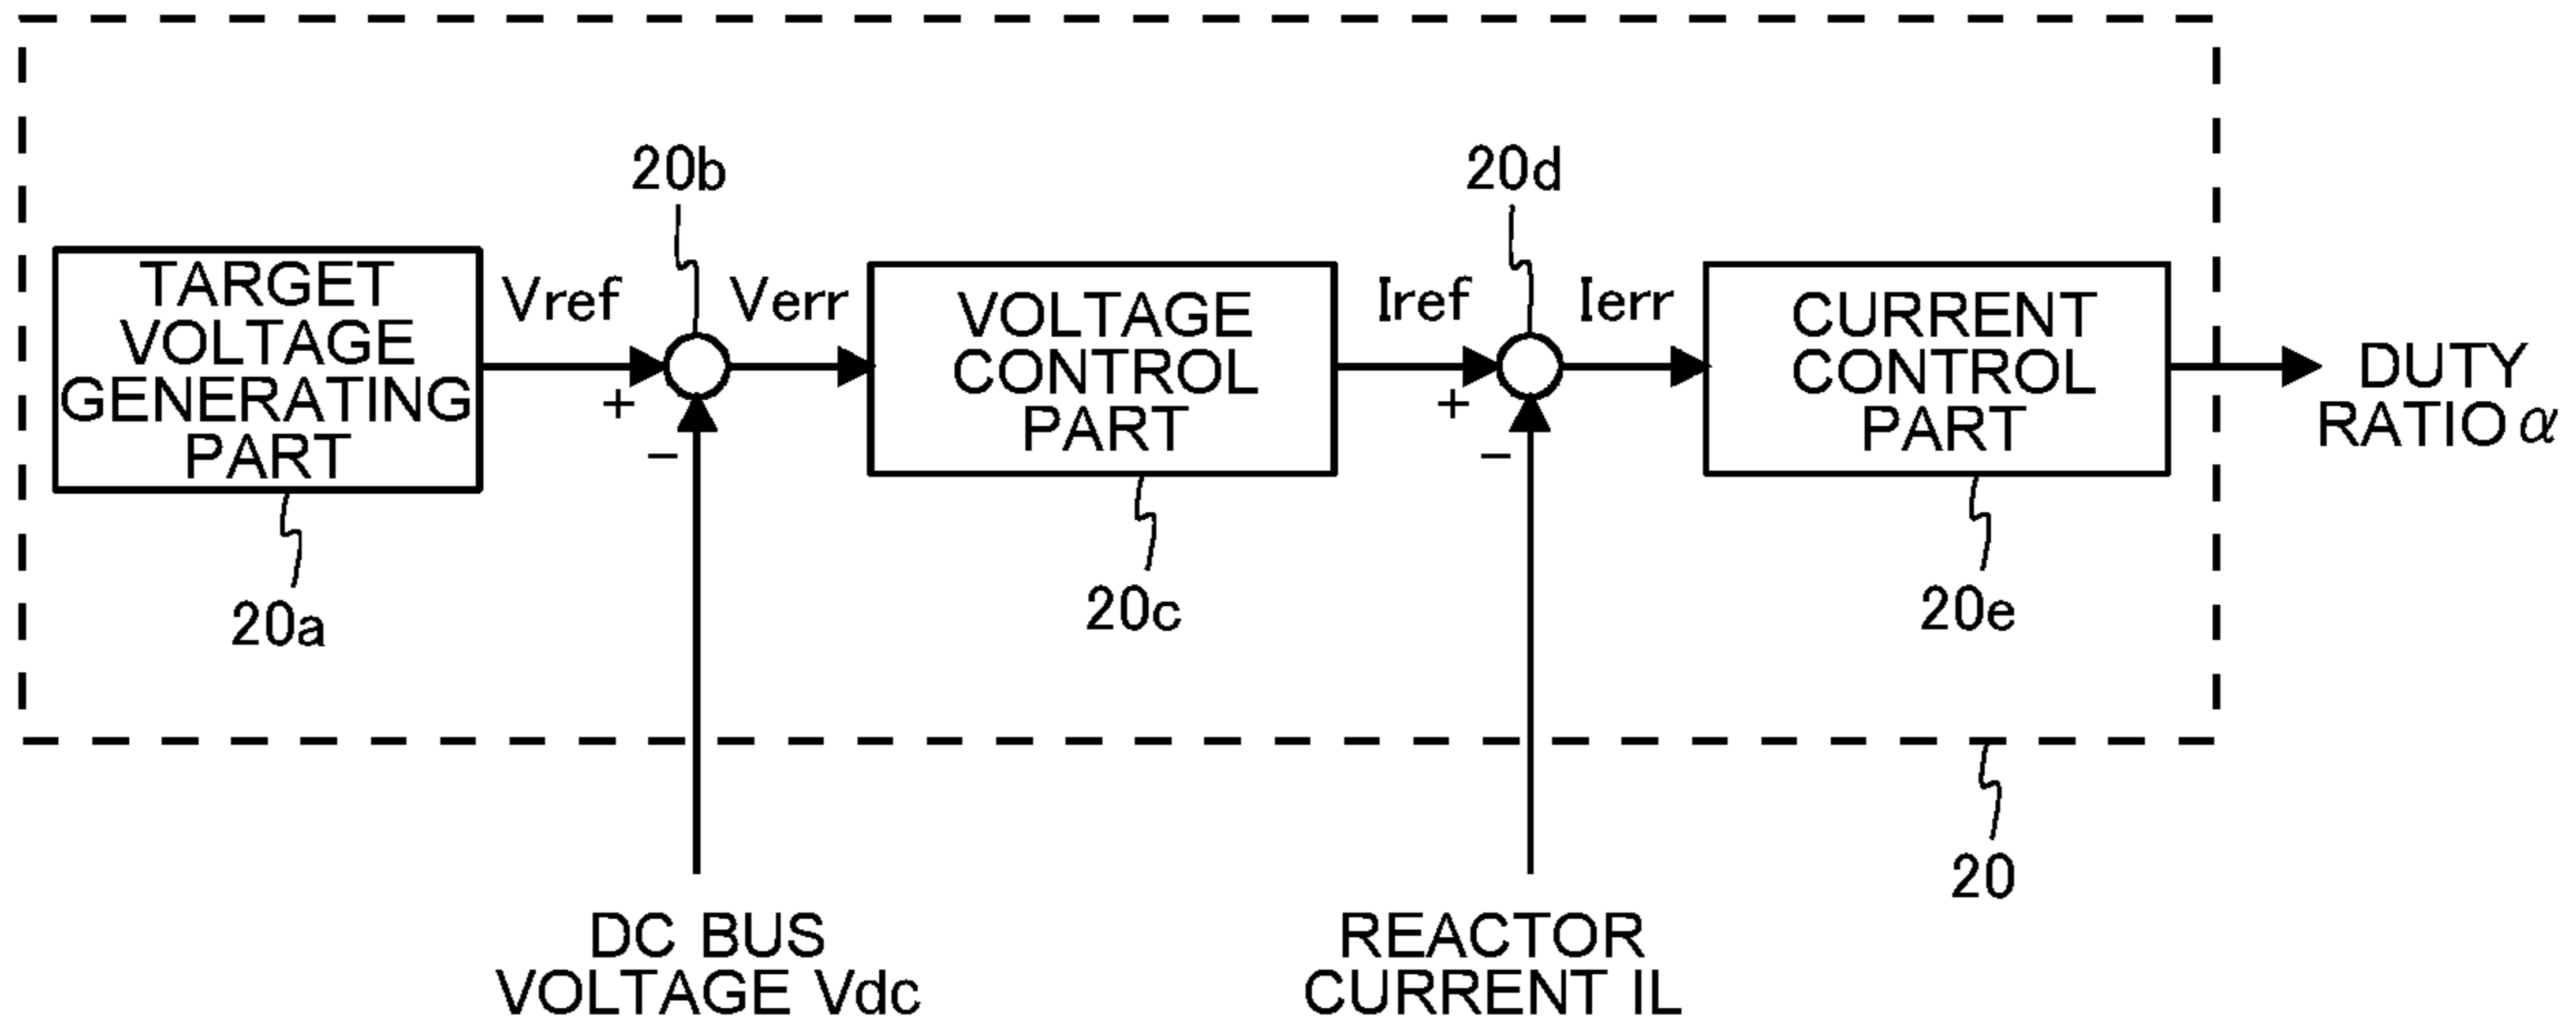 20b
20d
TARGET
VOLTAGE
GENERATING
PART
Vref
+
−
Verr
VOLTAGE
CONTROL
PART
Iref
+
−
Ierr
CURRENT
CONTROL
PART
DUTY
RATIO α
20a
20c
20e
20
DC BUS
VOLTAGE Vdc
REACTOR
CURRENT IL